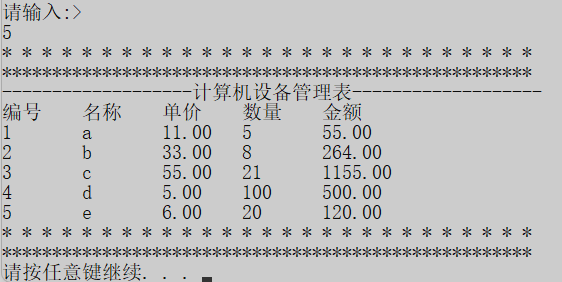 请输入:>
5
* * * * * * * * * * * * * * * * * * * * * * * * * * *
*****************************************************
-------------------计算机设备管理表-------------------
编号 名称 单价 数量 金额
1 a 11.00 5 55.00
2 b 33.00 8 264.00
3 c 55.00 21 1155.00
4 d 5.00 100 500.00
5 e 6.00 20 120.00
* * * * * * * * * * * * * * * * * * * * * * * * * * *
*****************************************************
请按任意键继续. . .